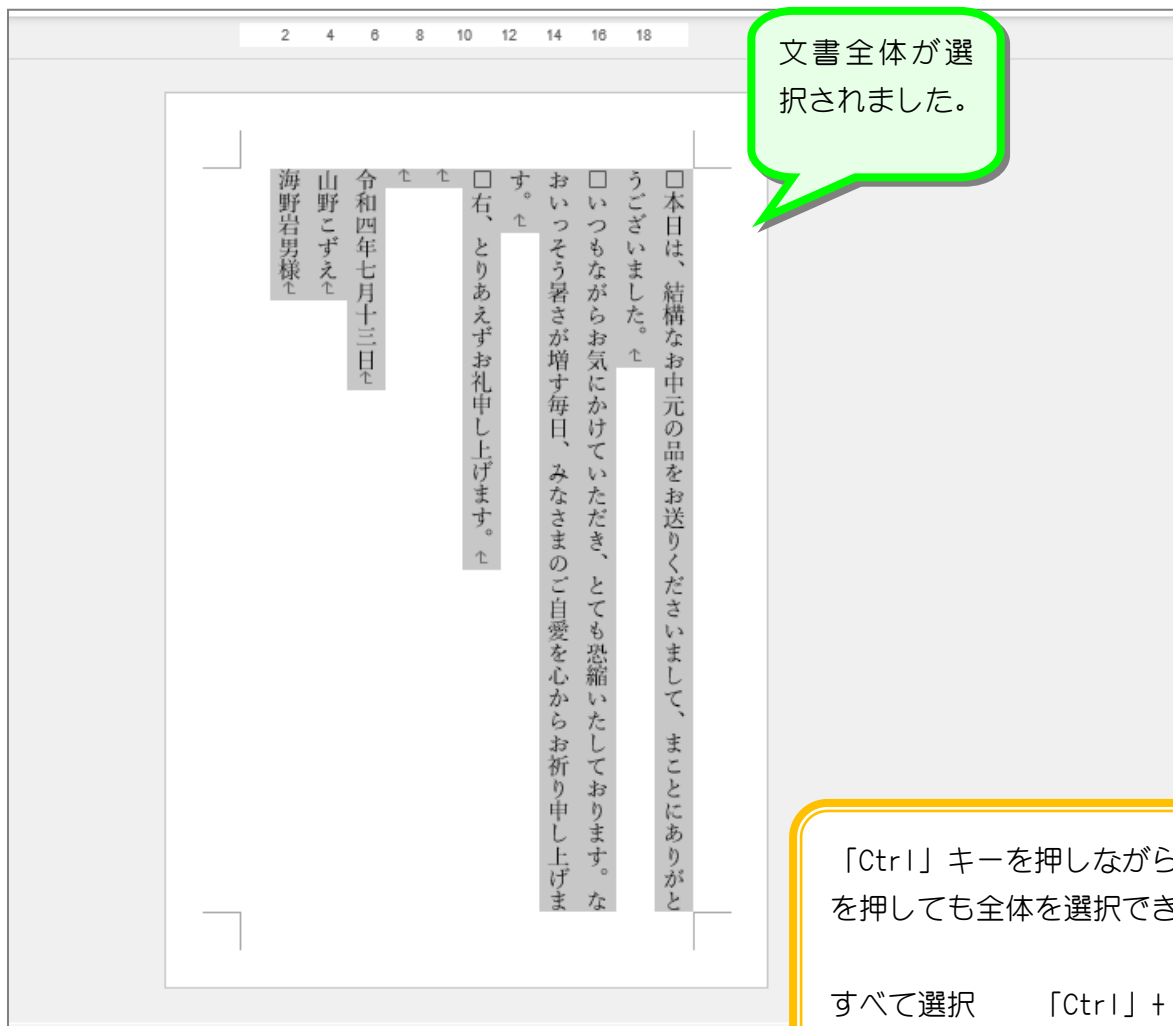 2 4 6 8 10 12 14 16 18
文書全体が選
択されました。
□本日は、結構なお中元の品をお送りくださいまして、まことにありがと
うございました。↵
□いつもながらお気にかけていただき、とても恐縮いたしております。な
おいっそう暑さが増す毎日、みなさまのご自愛を心からお祈り申し上げま
す。↵
□右、とりあえずお礼申し上げます。↵
↵
↵
令和四年七月十三日↵
山野こずえ↵
海野岩男様↵
「Ctrl」キーを押しながら
を押しても全体を選択でき
すべて選択 「Ctrl」+